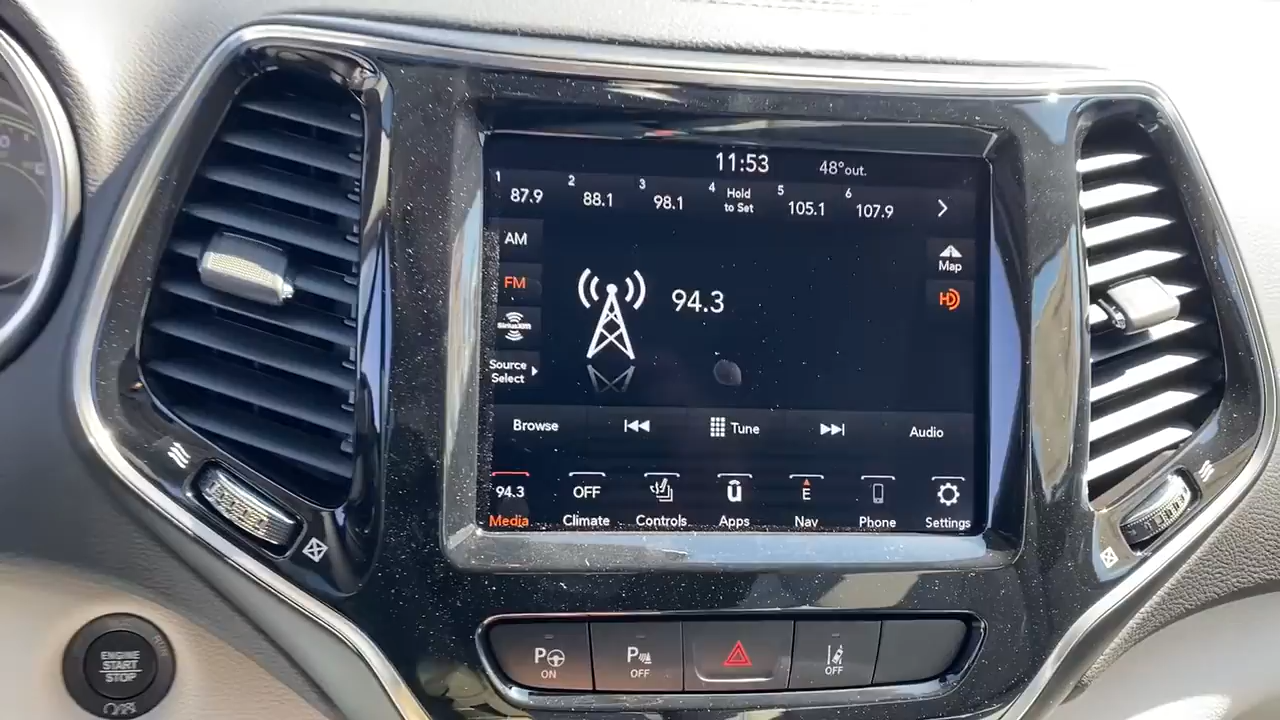 11:53
48°out.
1
87.9
2
88.1
3
98.1
4
Hold
to Set
5
105.1
6
107.9
AM
FM
SiriusXM
Source
Select
94.3
Map
HD
Browse
Tune
Audio
94.3
OFF
E
Media
Climate
Controls
Apps
Nav
Phone
Settings
P
ON
P
OFF
OFF
ENGINE
START
STOP
RUN